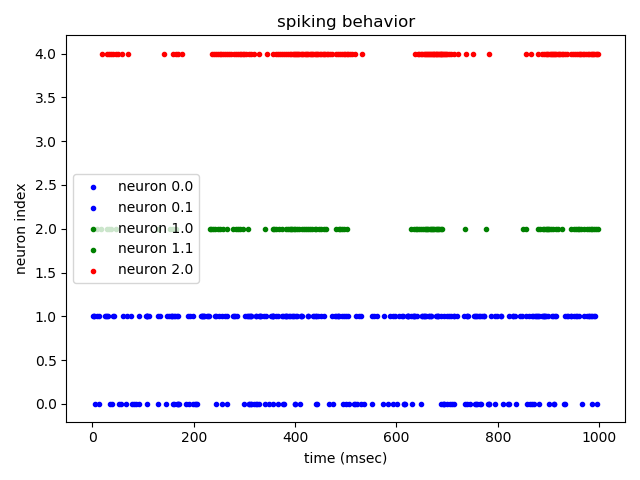 spiking behavior
4.0
3.5
3.0
2.5
2.0
1.5
1.0
0.5
0.0
neuron index
neuron 0.0
neuron 0.1
neuron 1.0
neuron 1.1
neuron 2.0
0 200 400 600 800 1000
time (msec)